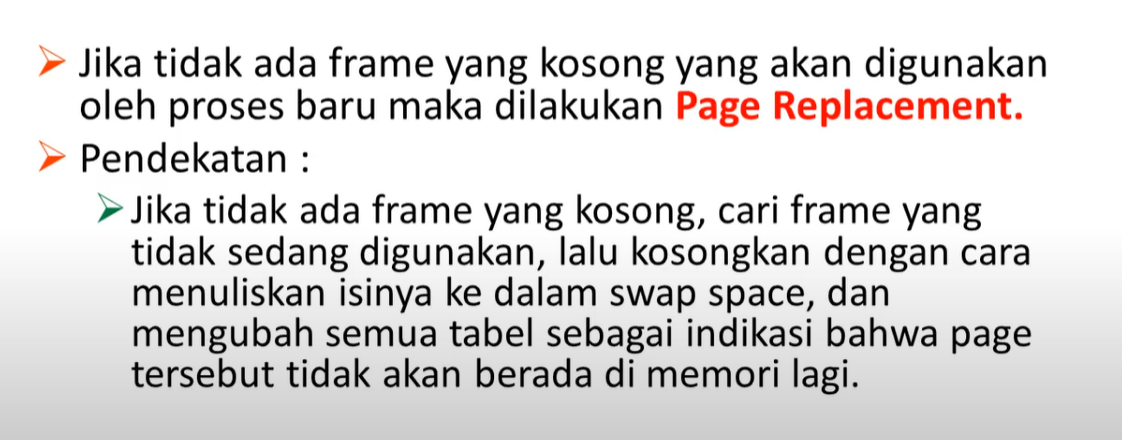 Jika tidak ada frame yang kosong yang akan digunakan
oleh proses baru maka dilakukan Page Replacement.
Pendekatan :
Jika tidak ada frame yang kosong, cari frame yang
tidak sedang digunakan, lalu kosongkan dengan cara
menuliskan isinya ke dalam swap space, dan
mengubah semua tabel sebagai indikasi bahwa page
tersebut tidak akan berada di memori lagi.